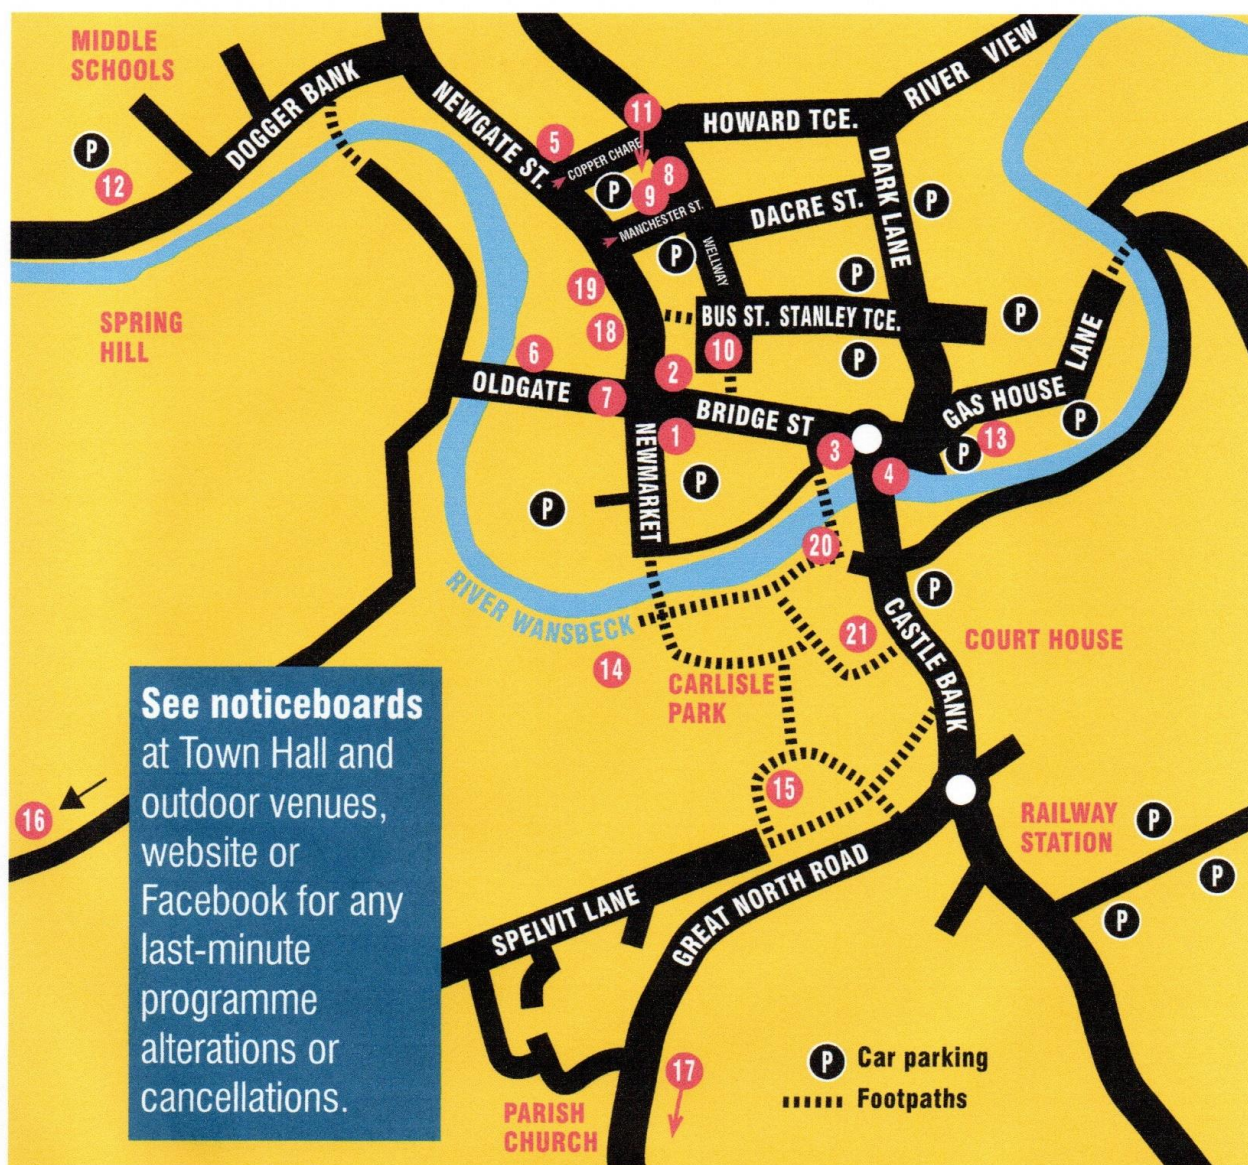 MIDDLE
SCHOOLS
DOGGER BANK
NEWGATE ST.
RIVER VIEW
HOWARD TCE.
11
5
COPPER CHARE
P
12
P
8
9
MANCHESTER ST.
DACRE ST.
DARK LANE
P
P
WELLWAY
P
19
SPRING
HILL
18
BUS ST. STANLEY TCE.
P
6
10
P
2
OLDGATE
7
BRIDGE ST
GAS HOUSE LANE
P
1
3
13
P
4
NEWMARKET
P
P
20
RIVER WANSBECK
P
CASTLE BANK
21
COURT HOUSE
14
CARLISLE
PARK
15
16
RAILWAY
STATION
P
P
P
GREAT NORTH ROAD
SPELVIT LANE
17
PARISH
CHURCH
See noticeboards
at Town Hall and
outdoor venues,
website or
Facebook for any
last-minute
programme
alterations or
cancellations.
P Car parking
Footpaths